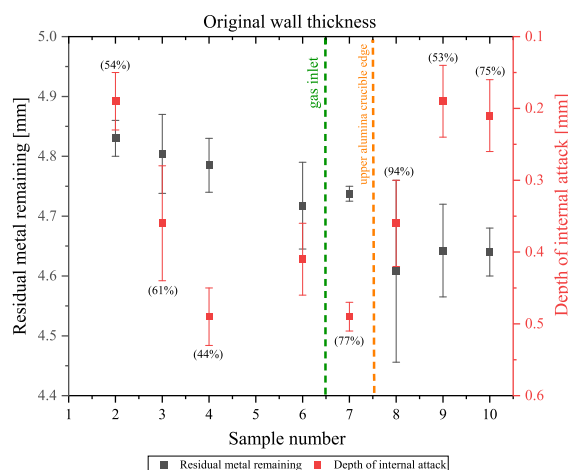 Original wall thickness
5.0
4.9
4.8
4.7
4.6
4.5
4.4
Residual metal remaining [mm]
0.1
0.2
0.3
0.4
0.5
0.6
Depth of internal attack [mm]
(54%)
(61%)
(44%)
(77%)
(94%)
(53%)
(75%)
gas inlet
upper alumina crucible edge
1 2 3 4 5 6 7 8 9 10
Sample number
Residual metal remaining Depth of internal attack